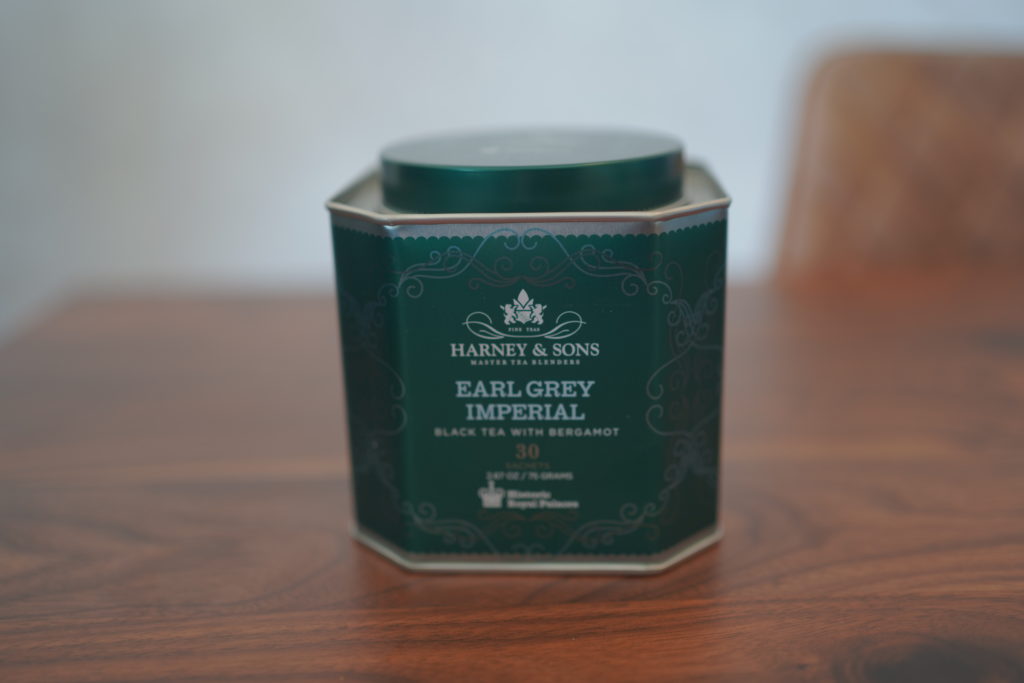 FINE TEAS
HARNEY & SONS
MASTER TEA BLENDERS
EARL GREY
IMPERIAL
BLACK TEA WITH BERGAMOT
30
SACHETS
2.67 OZ / 75 GRAMS
Historic
Royal Palaces